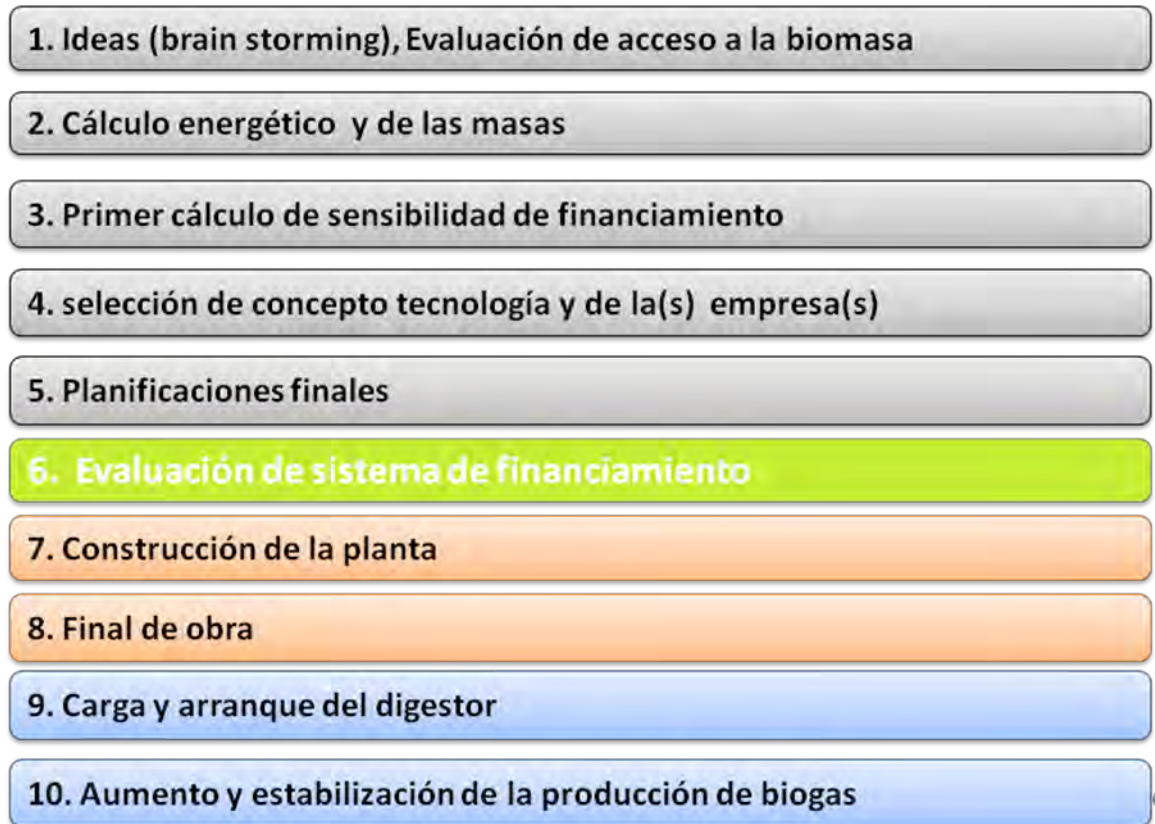 1. Ideas (brain storming), Evaluación de acceso a la biomasa
2. Cálculo energético y de las masas
3. Primer cálculo de sensibilidad de financiamiento
4. selección de concepto tecnología y de la(s) empresa(s)
5. Planificaciones finales
6. Evaluación de sistema de financiamiento
7. Construcción de la planta
8. Final de obra
9. Carga y arranque del digestor
10. Aumento y estabilización de la producción de biogas